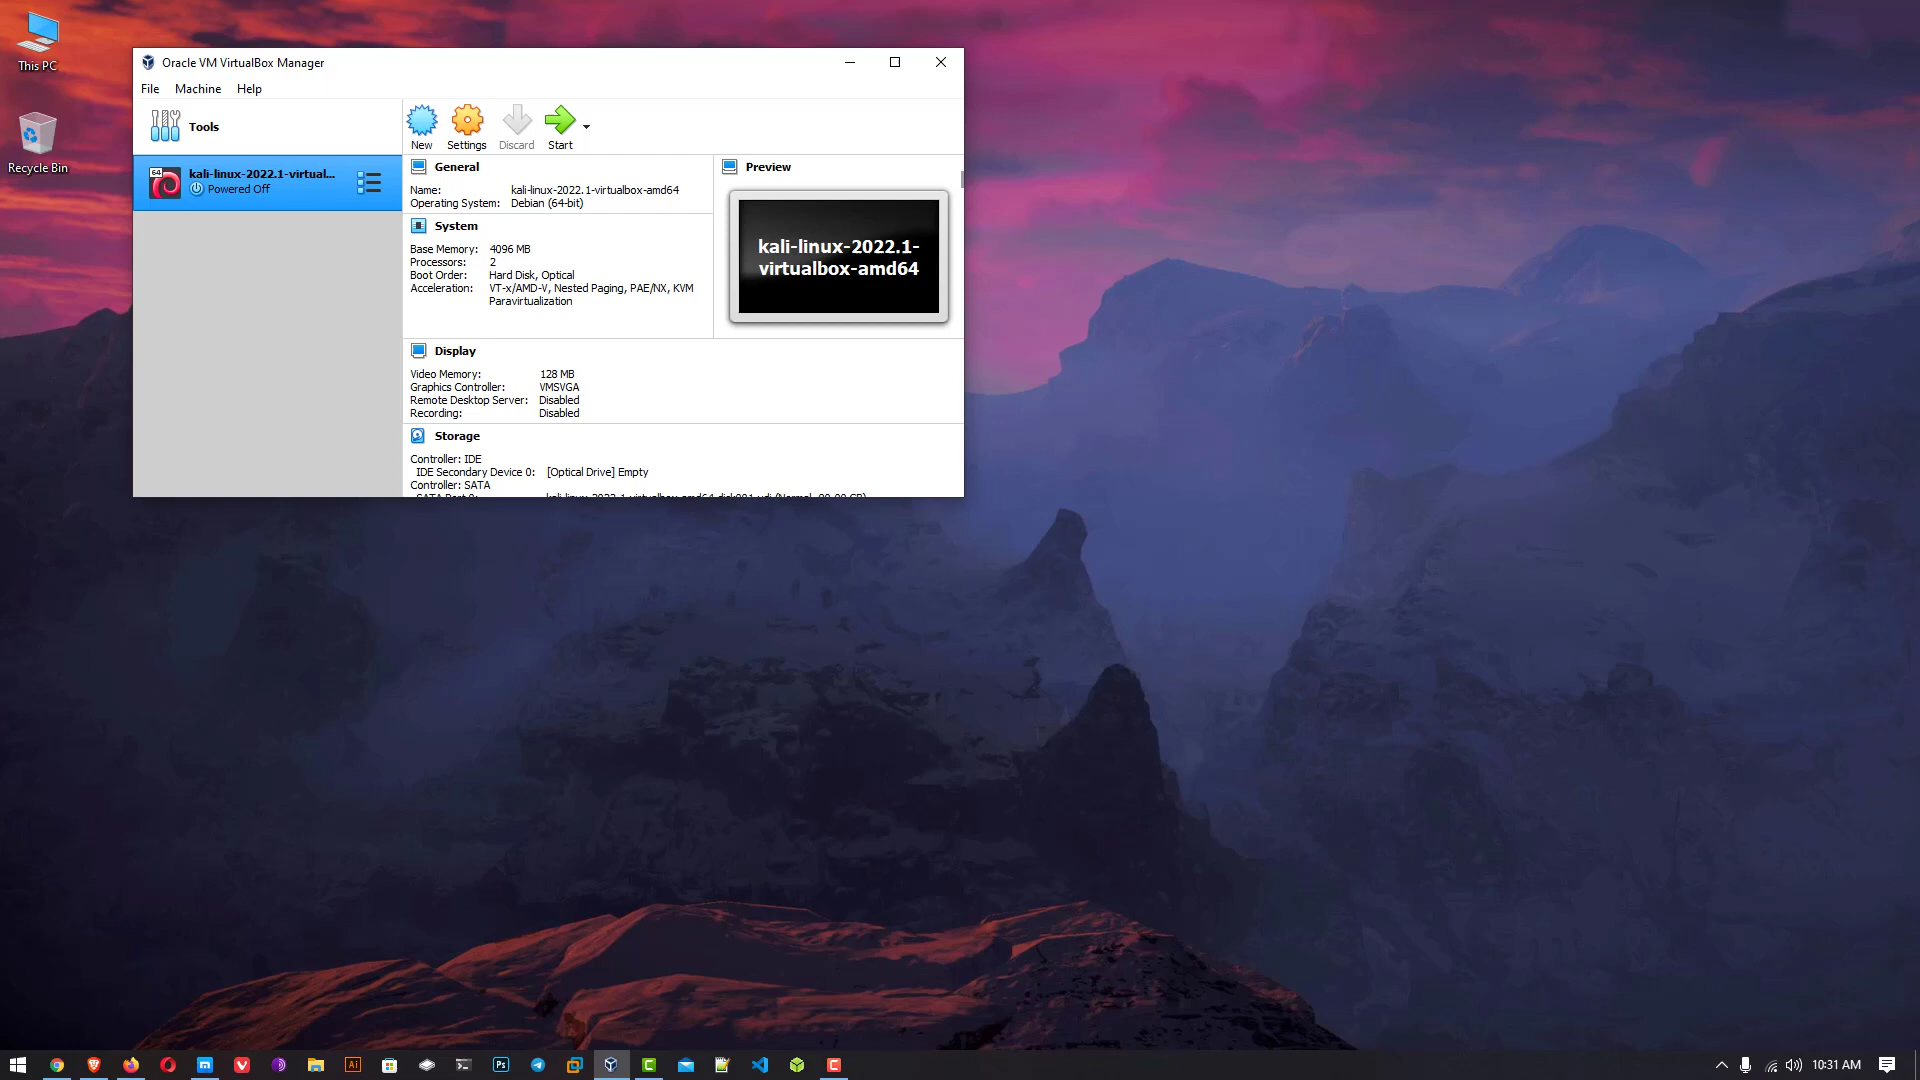 This PC
Recycle Bin
Oracle VM VirtualBox Manager
File Machine Help
Tools
New Settings Discard Start
64
kali-linux-2022.1-virtual...
Powered Off
General
Name: kali-linux-2022.1-virtualbox-amd64
Operating System: Debian (64-bit)
System
Base Memory: 4096 MB
Processors: 2
Boot Order: Hard Disk, Optical
Acceleration: VT-x/AMD-V, Nested Paging, PAE/NX, KVM
Paravirtualization
Preview
kali-linux-2022.1-
virtualbox-amd64
Display
Video Memory: 128 MB
Graphics Controller: VMSVGA
Remote Desktop Server: Disabled
Recording: Disabled
Storage
Controller: IDE
IDE Secondary Device 0: [Optical Drive] Empty
Controller: SATA
Ai
Ps
10:31 AM